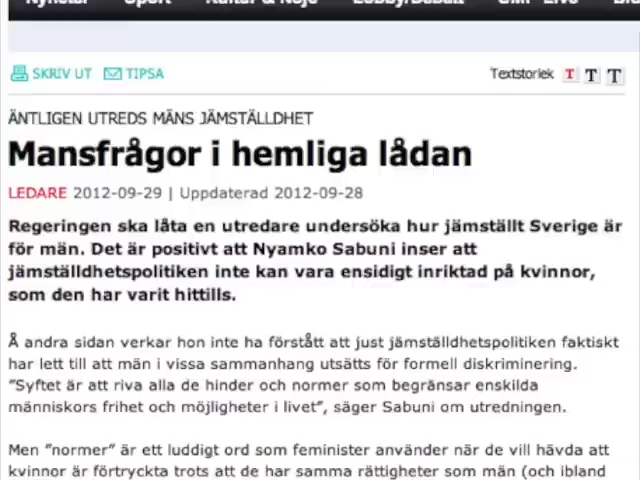 Nyheter Sport Kultur & Nöje Lobby/Debatt
SKRIV UT TIPSA Textstorlek T T T
ÄNTLIGEN UTREDS MÄNS JÄMSTÄLLDHET
Mansfrågor i hemliga lådan
LEDARE 2012-09-29 | Uppdaterad 2012-09-28
Regeringen ska låta en utredare undersöka hur jämställt Sverige är
för män. Det är positivt att Nyamko Sabuni inser att
jämställdhetspolitiken inte kan vara ensidigt inriktad på kvinnor,
som den har varit hittills.
Å andra sidan verkar hon inte ha förstått att just jämställdhetspolitiken faktiskt
har lett till att män i vissa sammanhang utsätts för formell diskriminering.
”Syftet är att riva alla de hinder och normer som begränsar enskilda
människors frihet och möjligheter i livet”, säger Sabuni om utredningen.
Men ”normer” är ett luddigt ord som feminister använder när de vill hävda att
kvinnor är förtryckta trots att de har samma rättigheter som män (och ibland